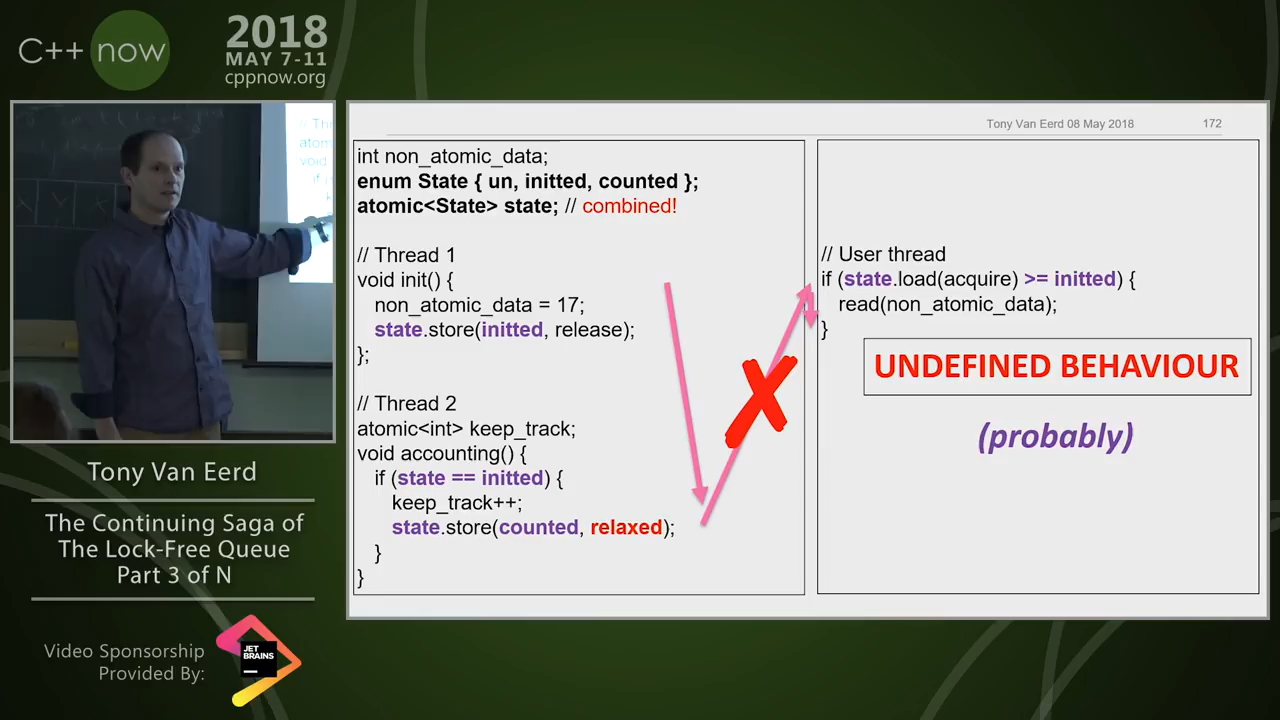 C++ now
2018
MAY 7-11
cppnow.org
Tony Van Eerd 08 May 2018
172
int non_atomic_data;
enum State { un, initted, counted };
atomic<State> state; // combined!
// Thread 1
void init() {
non_atomic_data = 17;
state.store(initted, release);
};
// Thread 2
atomic<int> keep_track;
void accounting() {
if (state == initted) {
keep_track++;
state.store(counted, relaxed);
}
}
// User thread
if (state.load(acquire) >= initted) {
read(non_atomic_data);
}
UNDEFINED BEHAVIOUR
(probably)
Tony Van Eerd
The Continuing Saga of
The Lock-Free Queue
Part 3 of N
Video Sponsorship
Provided By:
JET
BRAINS